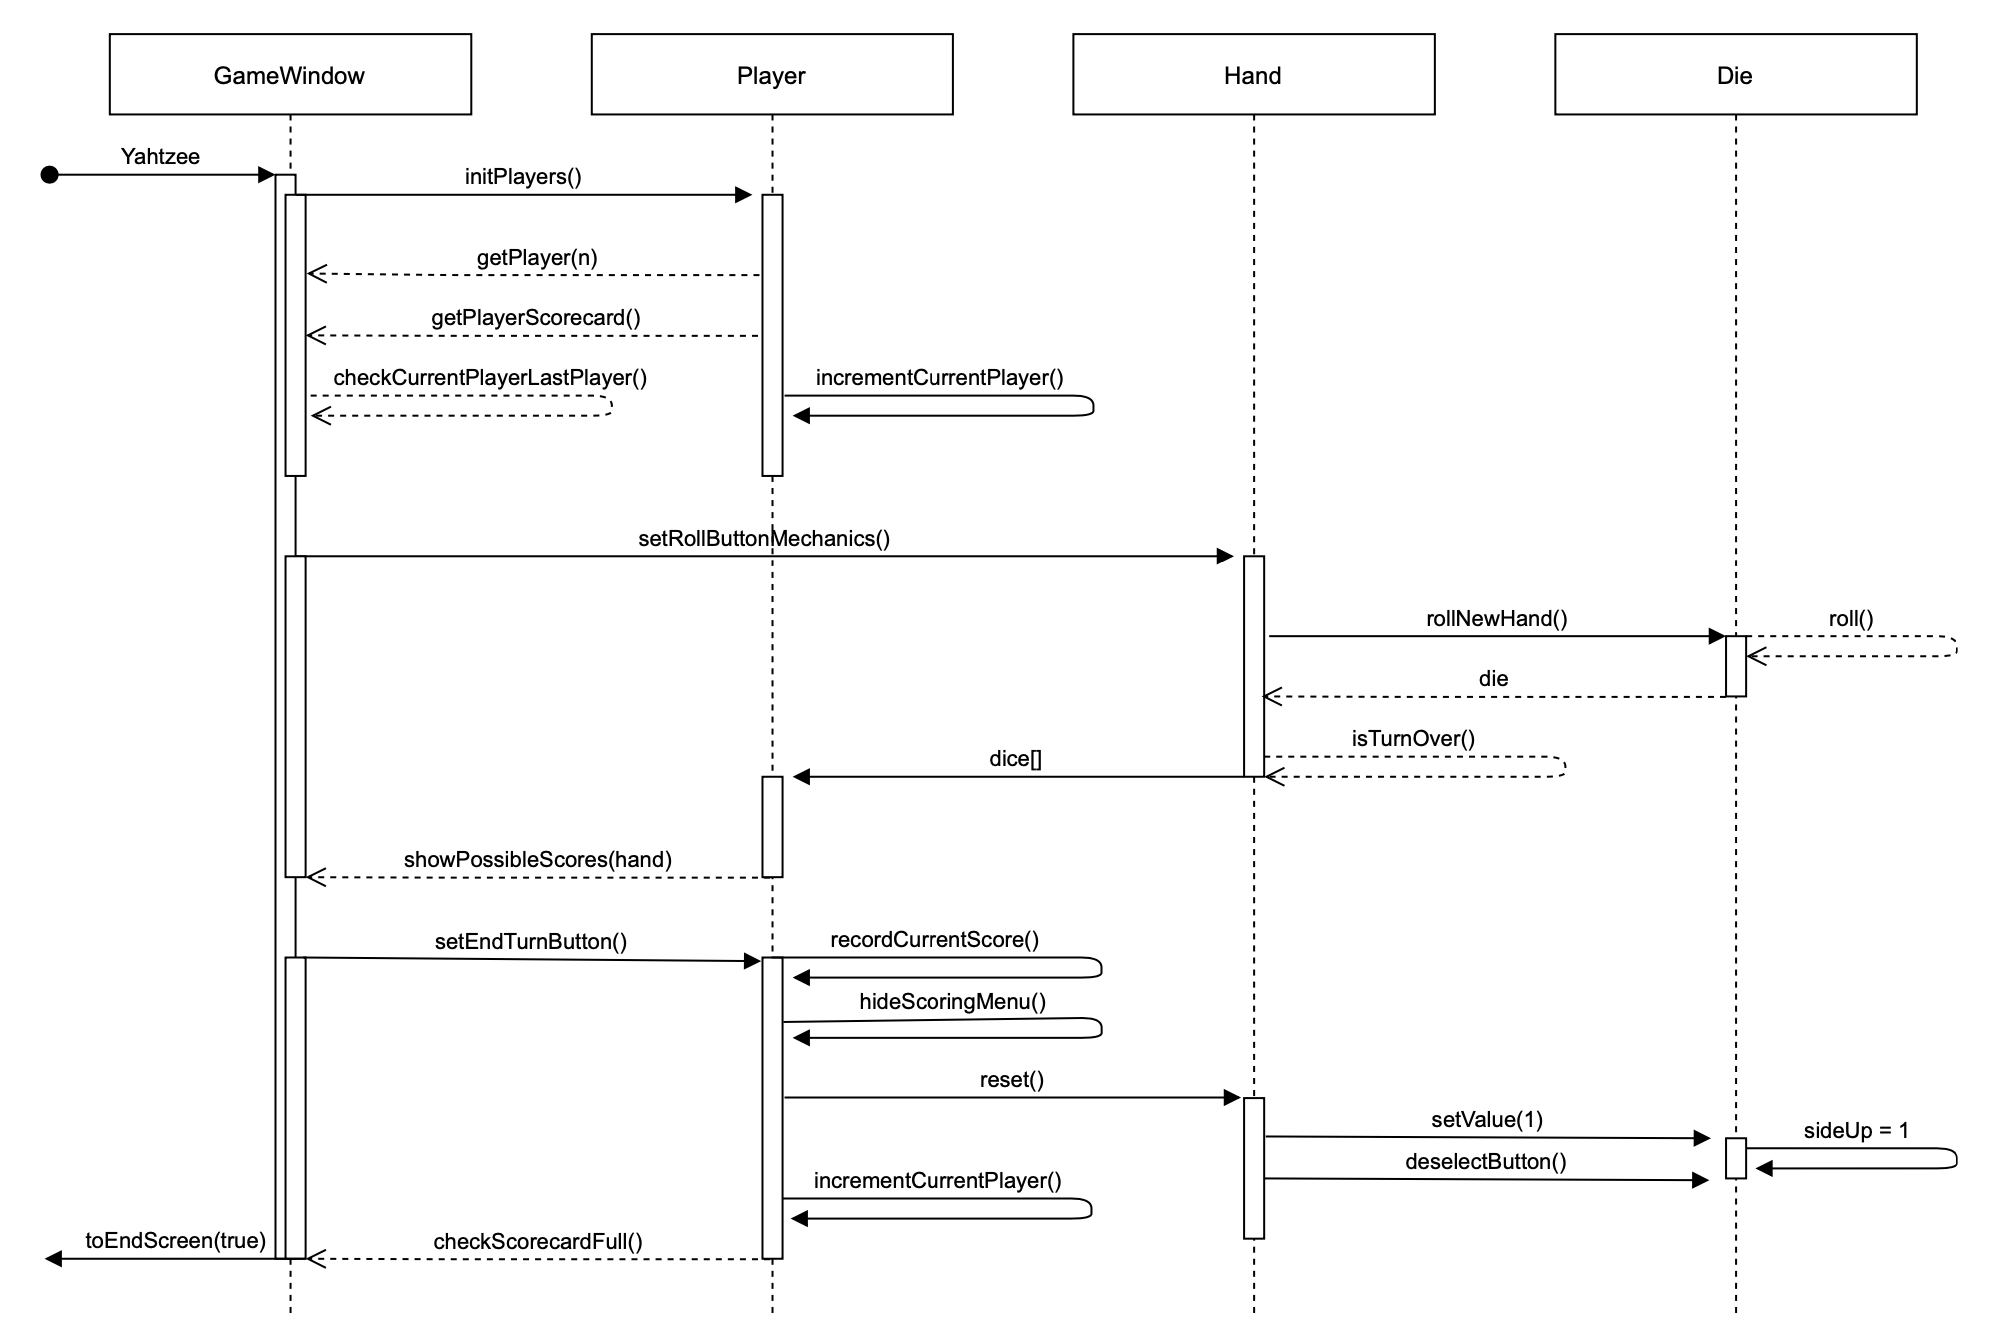 GameWindow
Player
Hand
Die
Yahtzee
initPlayers()
getPlayer(n)
getPlayerScorecard()
checkCurrentPlayerLastPlayer()
incrementCurrentPlayer()
setRollButtonMechanics()
rollNewHand()
roll()
die
isTurnOver()
dice[]
showPossibleScores(hand)
setEndTurnButton()
recordCurrentScore()
hideScoringMenu()
reset()
setValue(1)
sideUp = 1
deselectButton()
incrementCurrentPlayer()
toEndScreen(true)
checkScorecardFull()